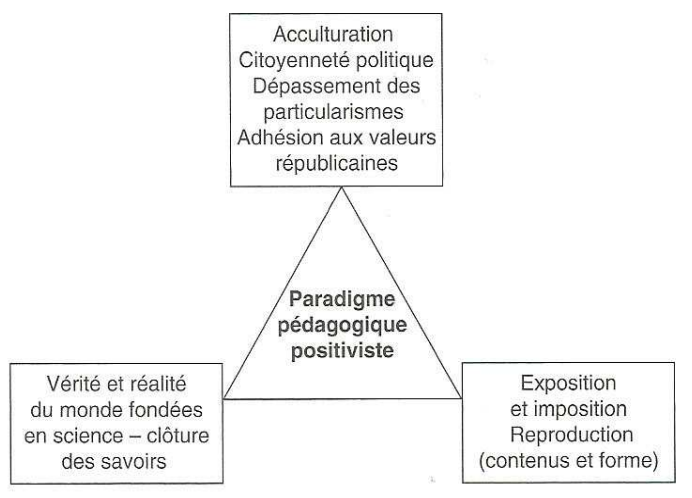 Acculturation
Citoyenneté politique
Dépassement des
particularismes
Adhésion aux valeurs
républicaines
Paradigme
pédagogique
positiviste
Vérité et réalité
du monde fondées
en science – clôture
des savoirs
Exposition
et imposition
Reproduction
(contenus et forme)